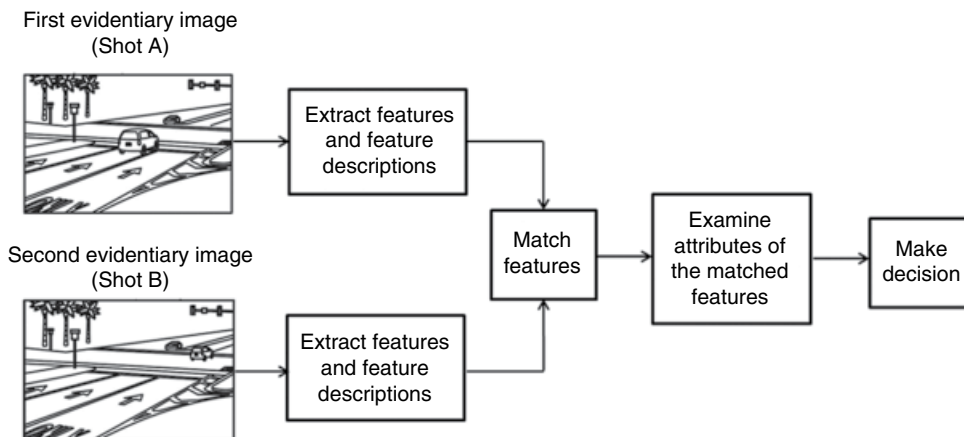 First evidentiary image
(Shot A)
Extract features
and feature
descriptions
Second evidentiary image
(Shot B)
Extract features
and feature
descriptions
Match
features
Examine
attributes of
the matched
features
Make
decision